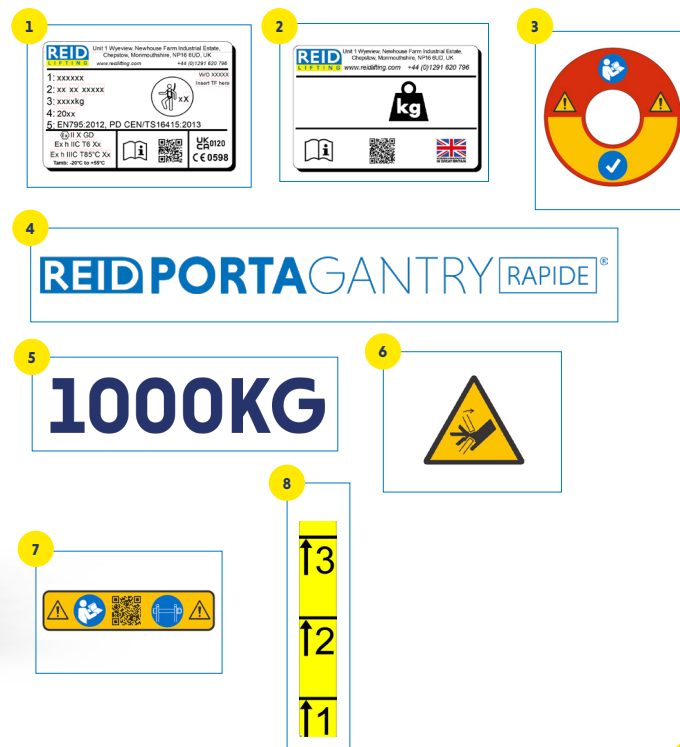 1
REID
LIFTING
Unit 1 Wyeview, Newhouse Farm Industrial Estate,
Chepstow, Monmouthshire, NP16 6UD, UK
www.reidlifting.com +44 (0)1291 620 796
1: xxxxxx
2: xx xx xxxxx
3: xxxxkg
4: 20xx
5: EN795:2012, PD CEN/TS16415:2013
W/O XXXXX
Insert TF here
xX
Ex II X GD
Ex h IIC T6 Xx
Ex h IIIC T85°C Xx
Tamb: -20°C to +55°C
i
UK
CA 0120
CE 0598
2
REID
LIFTING
Unit 1 Wyeview, Newhouse Farm Industrial Estate,
Chepstow, Monmouthshire, NP16 6UD, UK
www.reidlifting.com +44 (0)1291 620 796
kg
i
IN GREAT BRITAIN
3
4
REID PORTAGANTRY RAPIDE®
5
1000KG
6
7
8
3
2
1